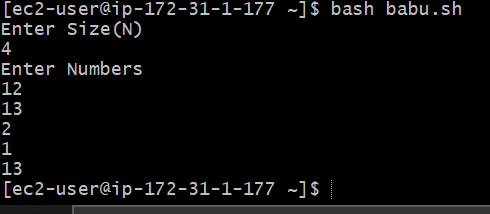 [ec2-user@ip-172-31-1-177 ~]$ bash babu.sh
Enter Size(N)
4
Enter Numbers
12
13
2
1
13
[ec2-user@ip-172-31-1-177 ~]$